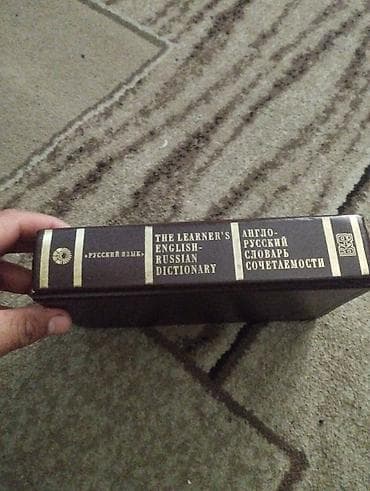 «РУССКИЙ ЯЗЫК»
THE LEARNER'S
ENGLISH-
RUSSIAN
DICTIONARY
АНГЛО-
РУССКИЙ
СЛОВАРЬ
СОЧЕТАЕМОСТИ